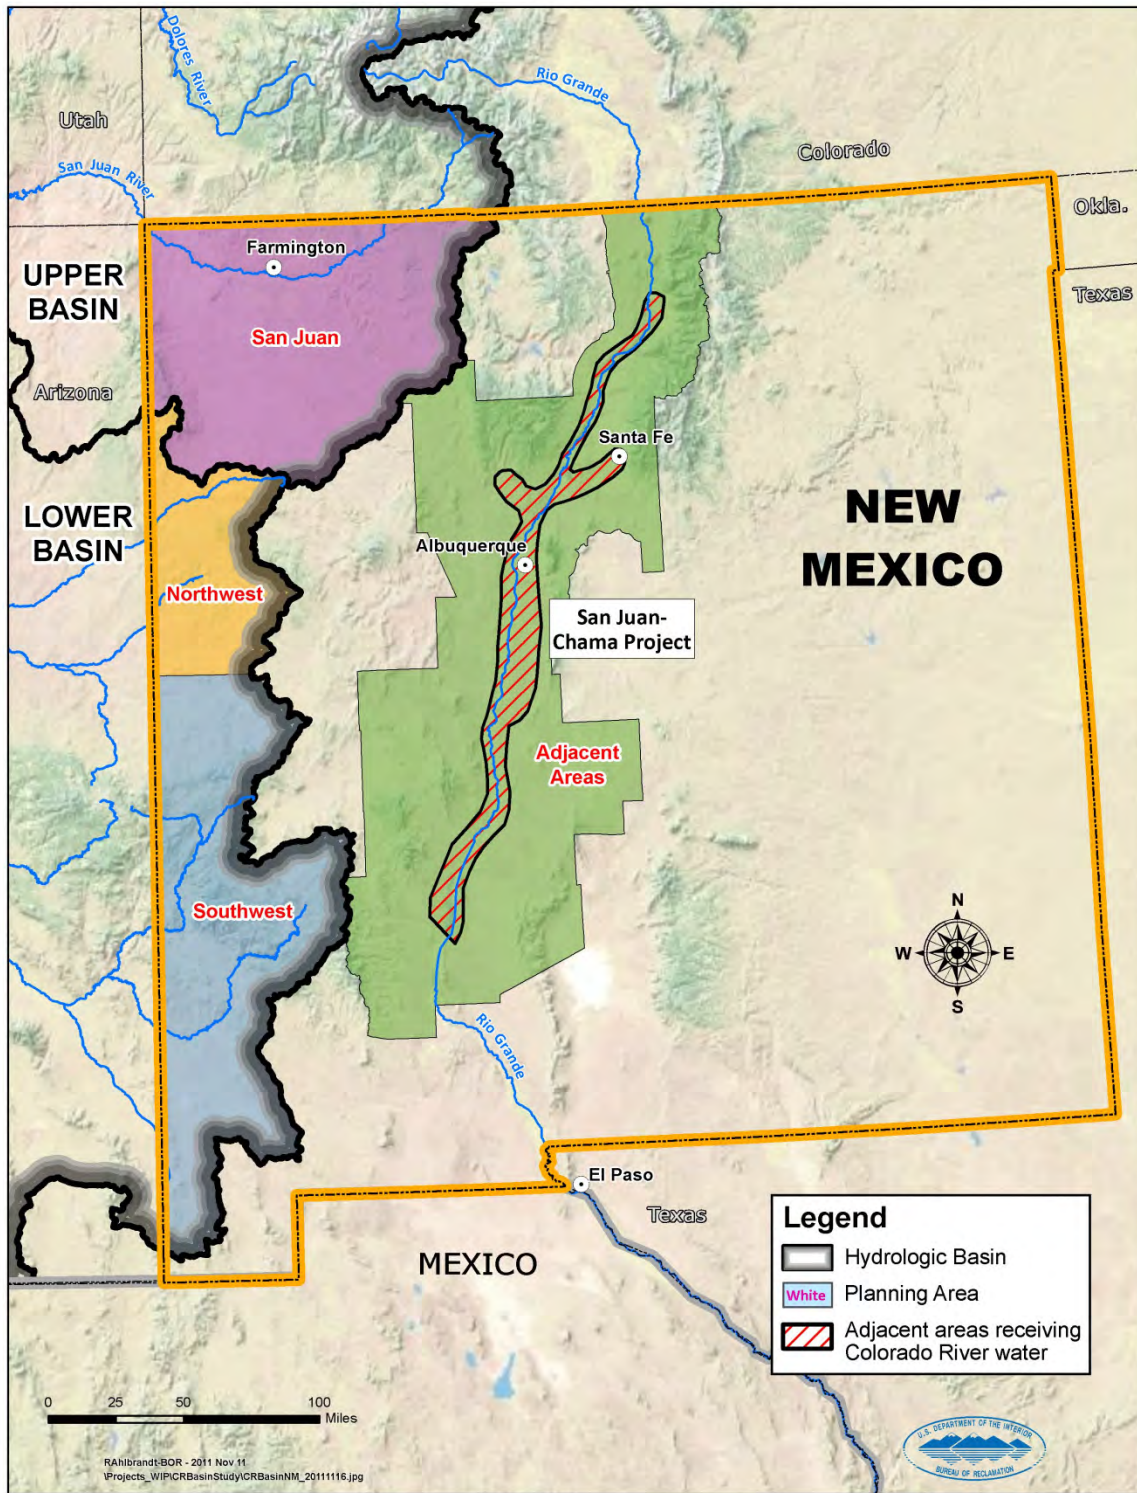 Dolores
River
Rio Grande
Utah
Colorado
San Juan River
Okla.
Farmington
UPPER
BASIN
Texas
San Juan
Arizona
Santa Fe
NEW
MEXICO
LOWER
BASIN
Albuquerque
Northwest
San Juan-
Chama Project
Adjacent
Areas
Southwest
N
W
E
S
Rio Grande
El Paso
Texas
MEXICO
Legend
Hydrologic Basin
White
Planning Area
Adjacent areas receiving
Colorado River water
0 25 50 100
Miles
RAhlbrandt-BOR - 2011 Nov 11
\Projects_WIP\CRBasinStudy\CRBasinNM_20111116.jpg
U.S. DEPARTMENT OF THE INTERIOR
BUREAU OF RECLAMATION